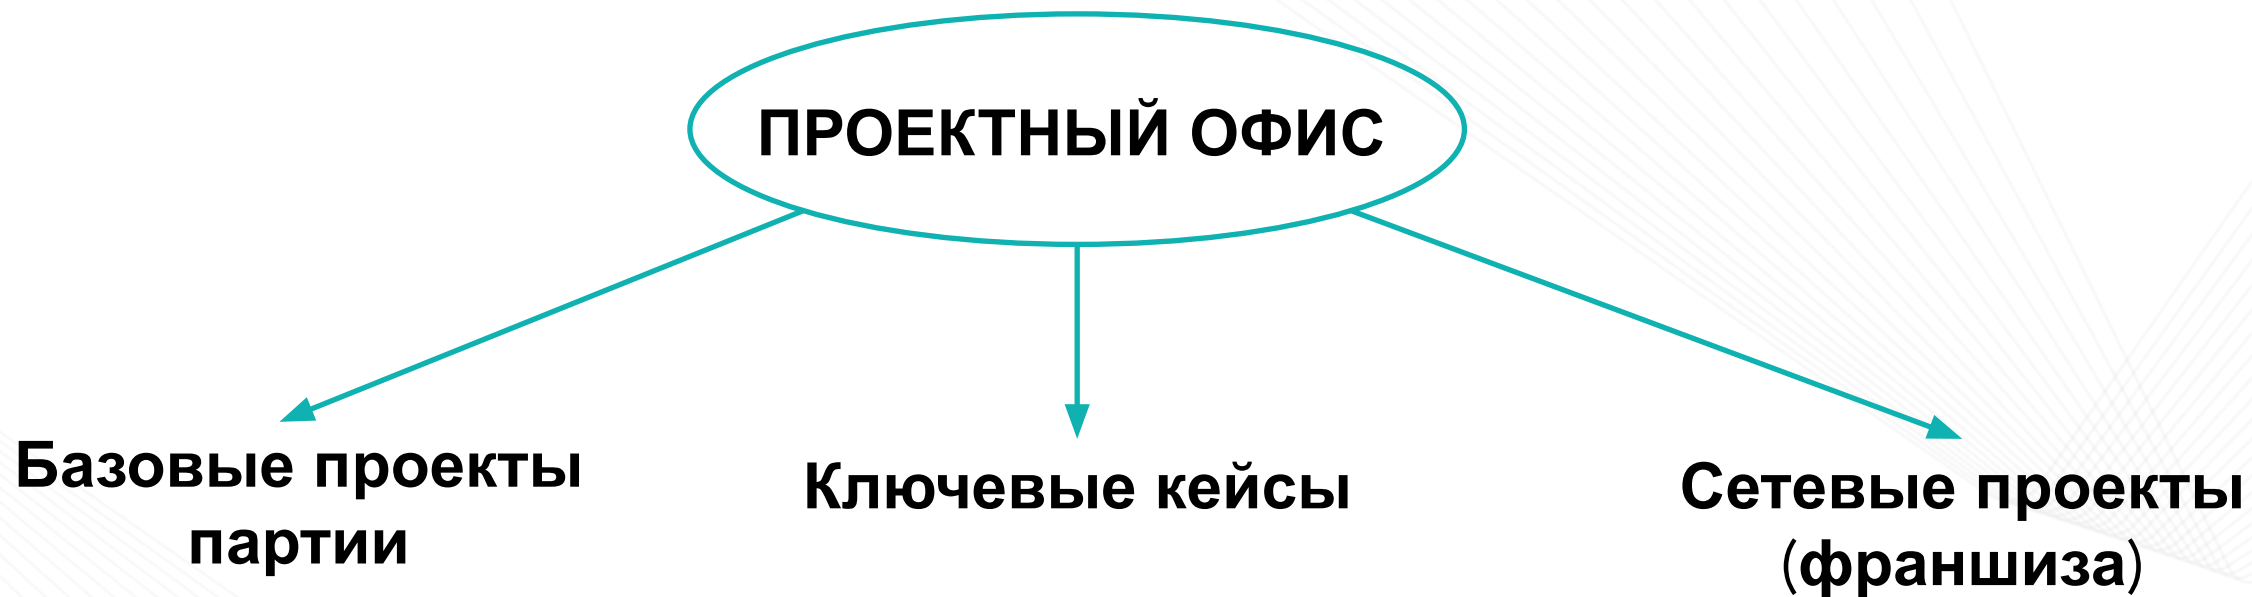 ПРОЕКТНЫЙ ОФИС
Базовые проекты
партии
Ключевые кейсы
Сетевые проекты
(франшиза)